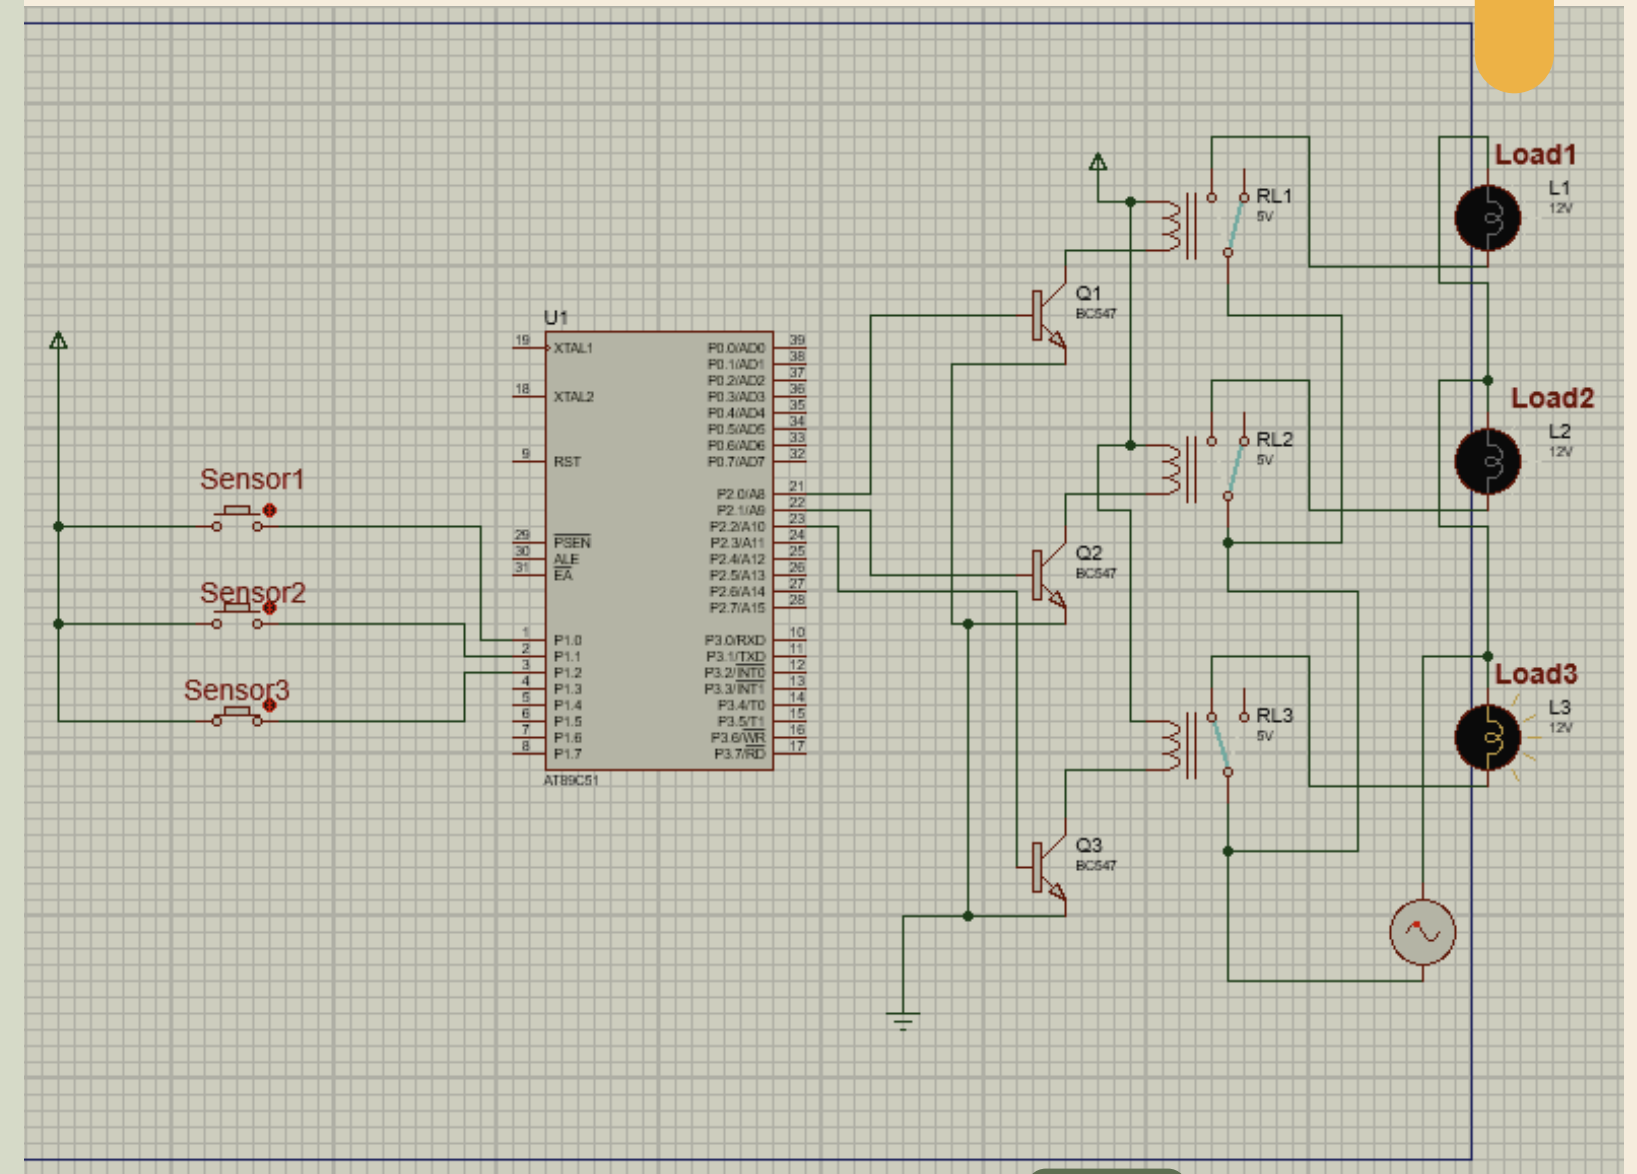 Load1
L1
12V
RL1
5V
Q1
BC547
U1
19
XTAL1
18
XTAL2
9
RST
29
PSEN
30
ALE
31
EA
1
P1.0
2
P1.1
3
P1.2
4
P1.3
5
P1.4
6
P1.5
7
P1.6
8
P1.7
P0.0/AD0
39
P0.1/AD1
38
P0.2/AD2
37
P0.3/AD3
36
P0.4/AD4
35
P0.5/AD5
34
P0.6/AD6
33
P0.7/AD7
32
P2.0/A8
21
P2.1/A9
22
P2.2/A10
23
P2.3/A11
24
P2.4/A12
25
P2.5/A13
26
P2.6/A14
27
P2.7/A15
28
P3.0/RXD
10
P3.1/TXD
11
P3.2/INT0
12
P3.3/INT1
13
P3.4/T0
14
P3.5/T1
15
P3.6/WR
16
P3.7/RD
17
AT89C51
Sensor1
Sensor2
Sensor3
Load2
L2
12V
RL2
5V
Q2
BC547
Load3
L3
12V
RL3
5V
Q3
BC547